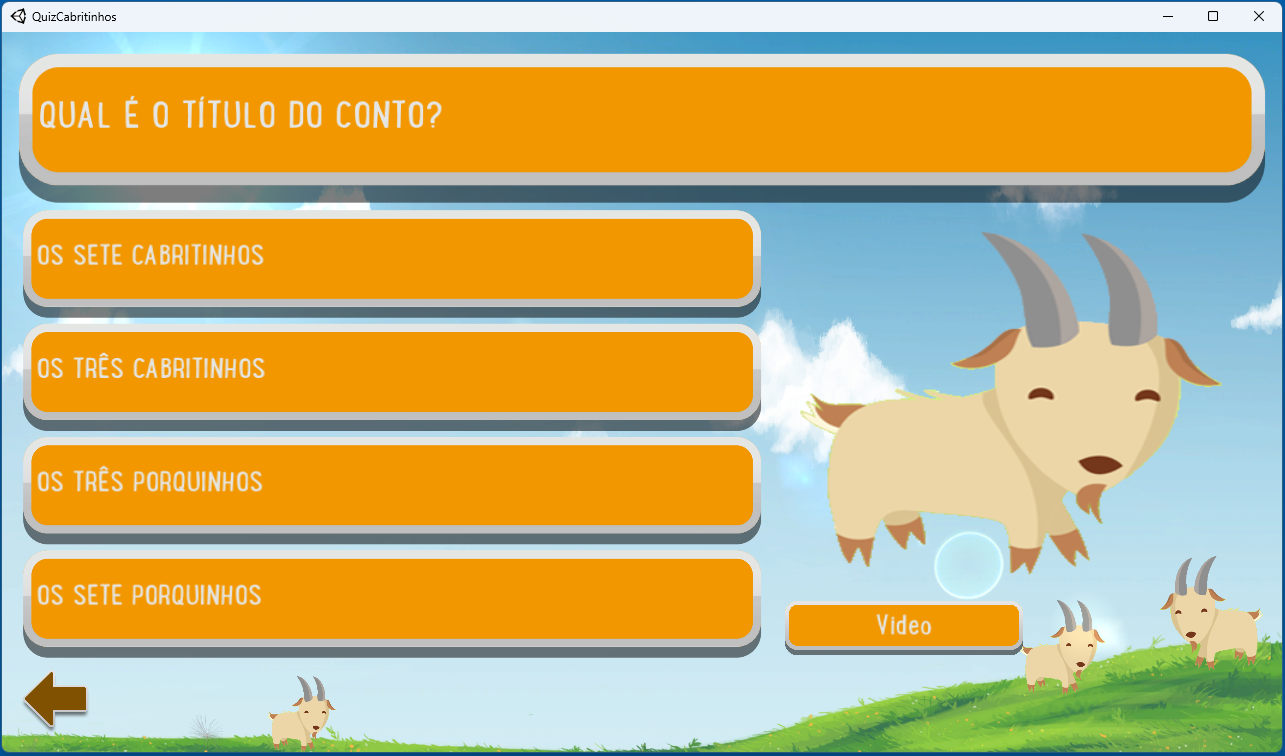 QuizCabritinhos
QUAL É O TÍTULO DO CONTO?
OS SETE CABRITINHOS
OS TRÊS CABRITINHOS
OS TRÊS PORQUINHOS
OS SETE PORQUINHOS
Video